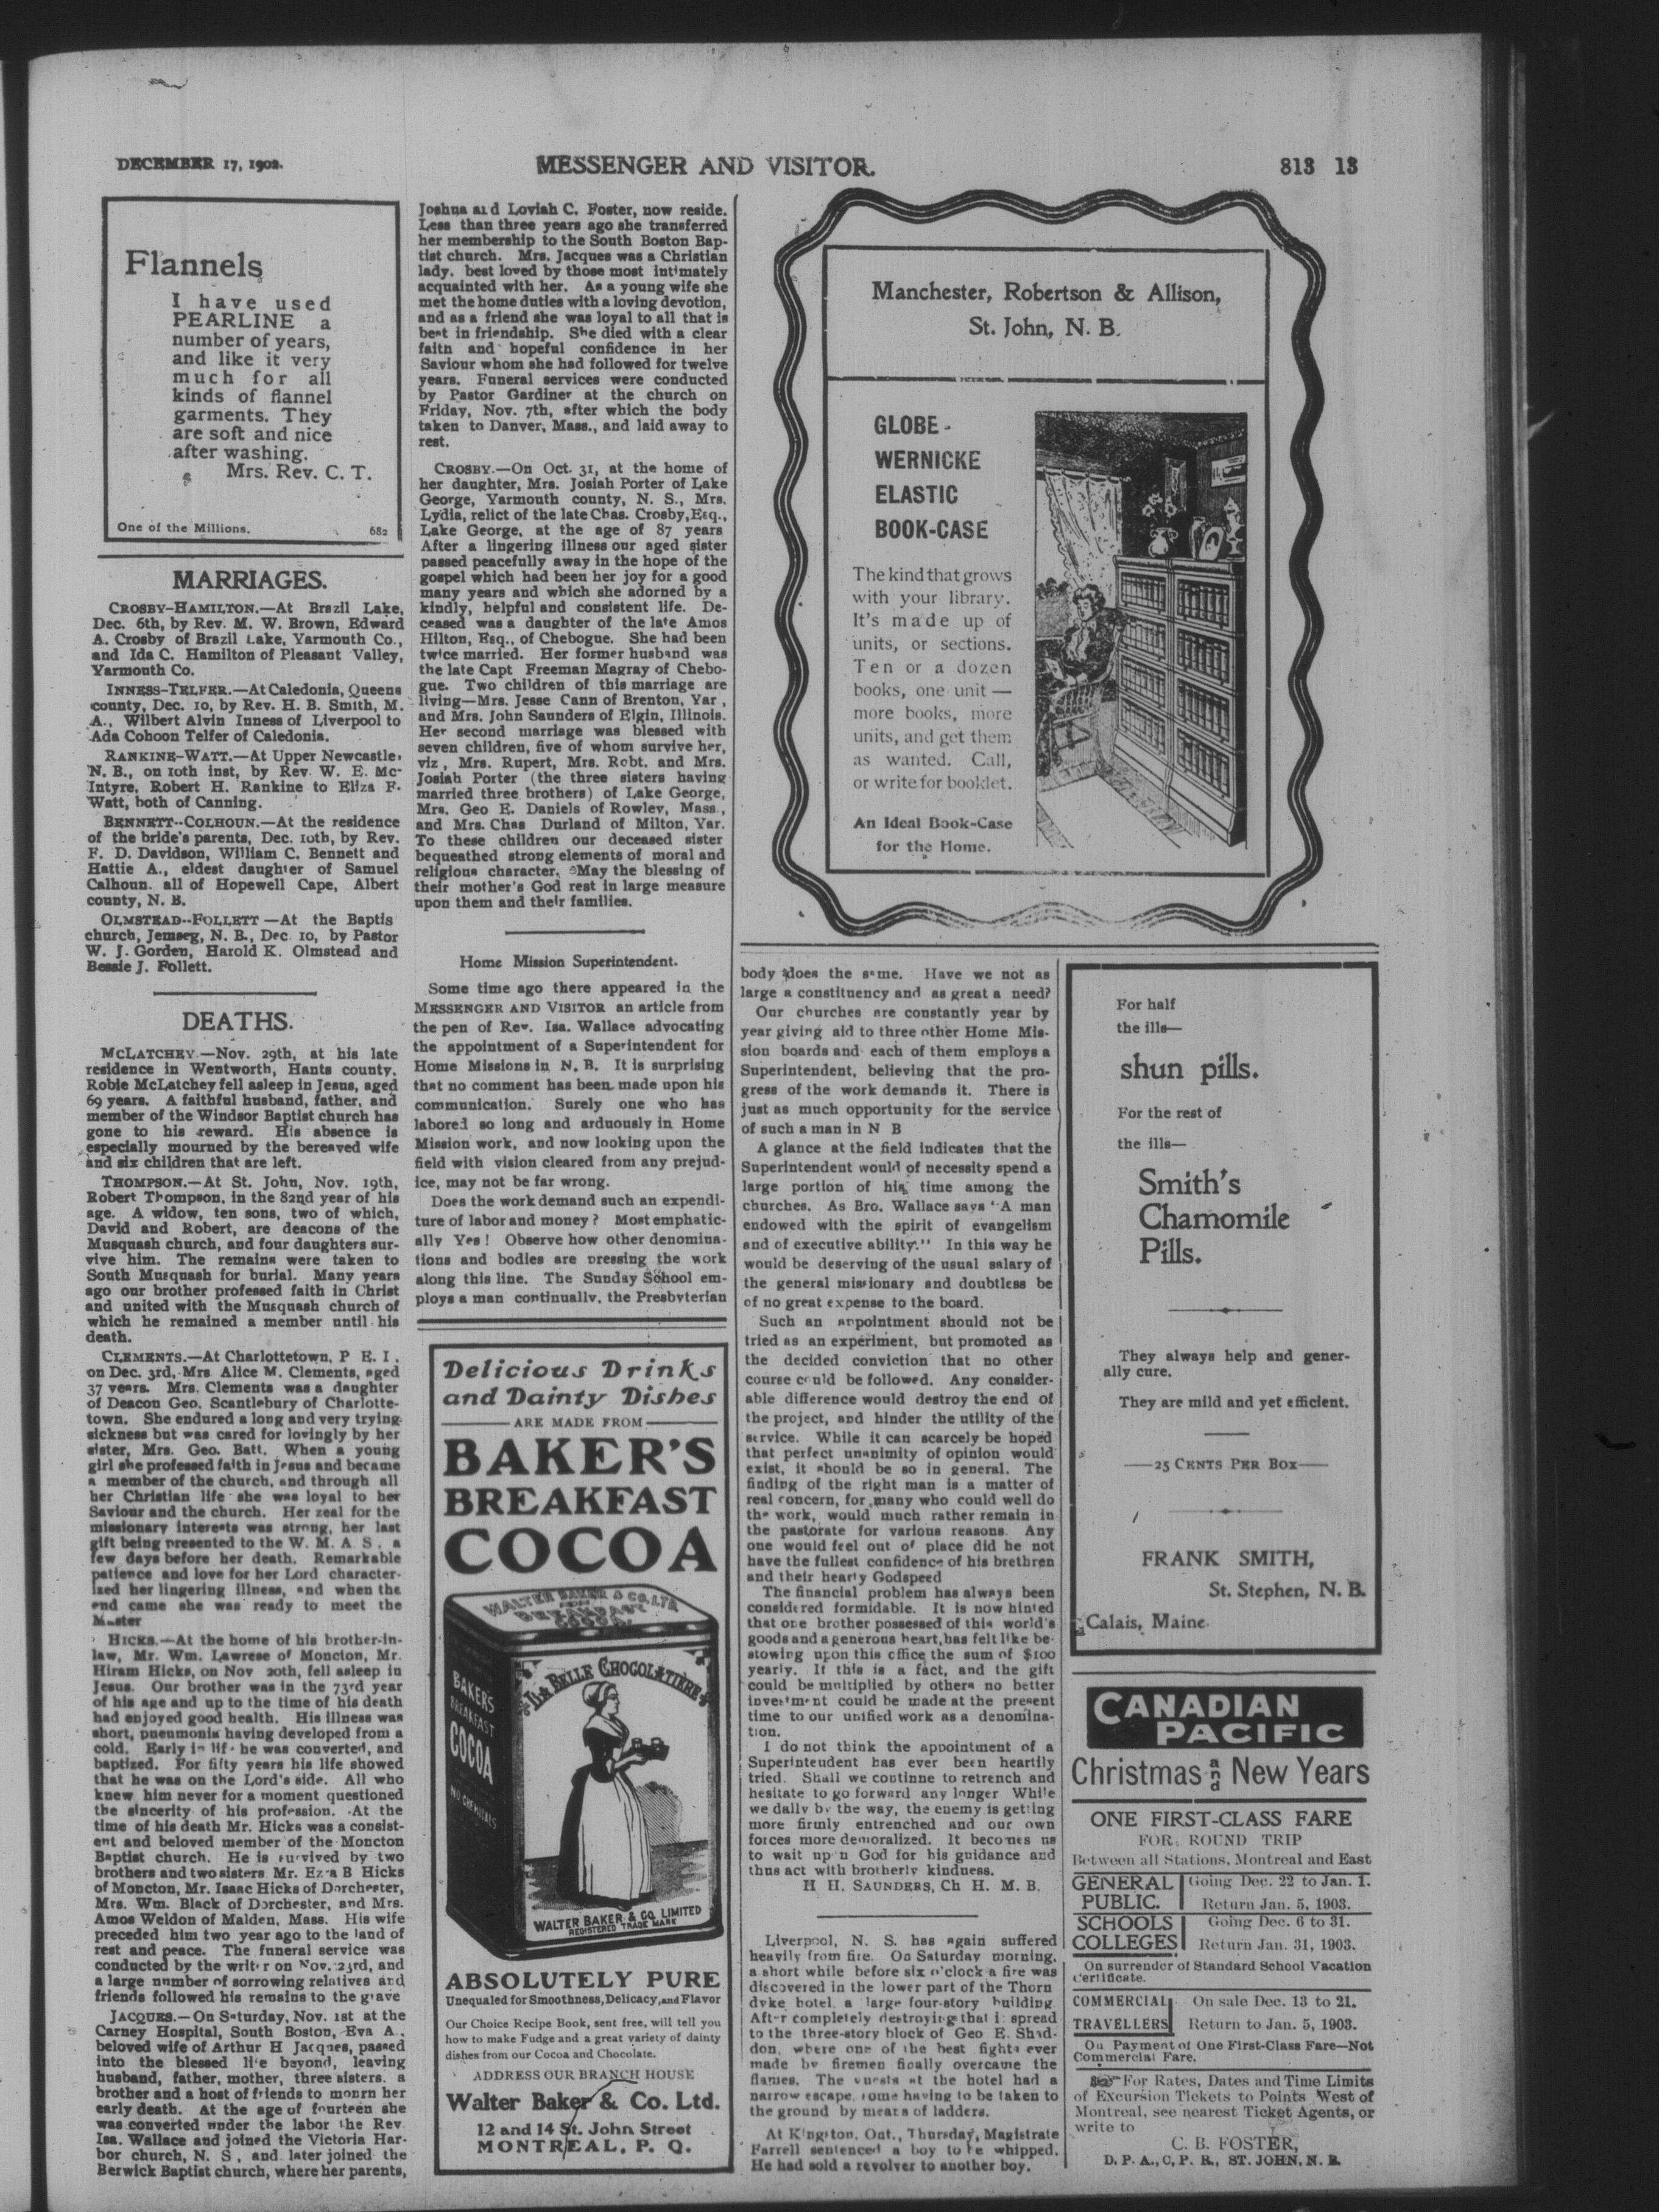 DECEMBER 17, 1902.
MESSENGER AND VISITOR.
813 13
Flannels
I have used
PEARLINE a
number of years,
and like it very
much for all
kinds of flannel
garments. They
are soft and nice
after washing.
Mrs. Rev. C. T.
One of the Millions. 682
MARRIAGES.
CROSBY-HAMILTON.—At Brazil Lake,
Dec. 6th, by Rev. M. W. Brown, Edward
A. Crosby of Brazil Lake, Yarmouth Co.,
and Ida C. Hamilton of Pleasant Valley,
Yarmouth Co.
INNESS-TELFER.—At Caledonia, Queens
county, Dec. 10, by Rev. H. B. Smith, M.
A., Wilbert Alvin Inness of Liverpool to
Ada Cohoon Telfer of Caledonia.
RANKINE-WATT.—At Upper Newcastle,
N. B., on 10th inst, by Rev. W. E. Mc-
Intyre, Robert H. Rankine to Eliza F.
Watt, both of Canning.
BENNETT--COLHOUN.—At the residence
of the bride's parents, Dec. 10th, by Rev.
F. D. Davidson, William C. Bennett and
Hattie A., eldest daughter of Samuel
Calhoun. all of Hopewell Cape, Albert
county, N. B.
OLMSTEAD--FOLLETT —At the Baptis
church, Jemseg, N. B., Dec. 10, by Pastor
W. J. Gorden, Harold K. Olmstead and
Bessie J. Follett.
DEATHS.
MCLATCHEY.—Nov. 29th, at his late
residence in Wentworth, Hants county.
Robie McLatchey fell asleep in Jesus, aged
69 years. A faithful husband, father, and
member of the Windsor Baptist church has
gone to his reward. His absence is
especially mourned by the bereaved wife
and six children that are left.
THOMPSON.—At St. John, Nov. 19th,
Robert Thompson, in the 82nd year of his
age. A widow, ten sons, two of which,
David and Robert, are deacons of the
Musquash church, and four daughters sur-
vive him. The remains were taken to
South Musquash for burial. Many years
ago our brother professed faith in Christ
and united with the Musquash church of
which he remained a member until his
death.
CLEMENTS.—At Charlottetown, P E. I.
on Dec. 3rd, Mrs Alice M. Clements, aged
37 years. Mrs. Clements was a daughter
of Deacon Geo. Scantlebury of Charlotte-
town. She endured a long and very trying
sickness but was cared for lovingly by her
sister, Mrs. Geo. Batt. When a young
girl she professed faith in Jesus and became
a member of the church, and through all
her Christian life she was loyal to her
Saviour and the church. Her zeal for the
missionary interests was strong, her last
gift being presented to the W. M. A. S., a
few days before her death. Remarkable
patience and love for her Lord character-
ized her lingering illness, and when the
end came she was ready to meet the
Master
HICKS.—At the home of his brother-in-
law, Mr. Wm. Lawrese of Moncton, Mr.
Hiram Hicks, on Nov 20th, fell asleep in
Jesus. Our brother was in the 73rd year
of his age and up to the time of his death
had enjoyed good health. His illness was
short, pneumonia having developed from a
cold. Early in life he was converted, and
baptized. For fifty years his life showed
that he was on the Lord's side. All who
knew him never for a moment questioned
the sincerity of his profession. At the
time of his death Mr. Hicks was a consist-
ent and beloved member of the Moncton
Baptist church. He is survived by two
brothers and two sisters, Mr. Ezra B Hicks
of Moncton, Mr. Isaac Hicks of Dorchester,
Mrs. Wm. Black of Dorchester, and Mrs.
Amos Weldon of Malden, Mass. His wife
preceded him two year ago to the land of
rest and peace. The funeral service was
conducted by the writer on Nov. 23rd, and
a large number of sorrowing relatives and
friends followed his remains to the grave
JACQUES.—On Saturday, Nov. 1st at the
Carney Hospital, South Boston, Eva A.,
beloved wife of Arthur H Jacques, passed
into the blessed life beyond, leaving
husband, father, mother, three sisters, a
brother and a host of friends to mourn her
early death. At the age of fourteen she
was converted under the labor the Rev.
Isa. Wallace and joined the Victoria Har-
bor church, N. S., and later joined the
Berwick Baptist church, where her parents,
Joshua and Loviah C. Foster, now reside.
Less than three years ago she transferred
her membership to the South Boston Bap-
tist church. Mrs. Jacques was a Christian
lady, best loved by those most intimately
acquainted with her. As a young wife she
met the home duties with a loving devotion,
and as a friend she was loyal to all that is
best in friendship. She died with a clear
faith and hopeful confidence in her
Saviour whom she had followed for twelve
years. Funeral services were conducted
by Pastor Gardiner at the church on
Friday, Nov. 7th, after which the body
taken to Danver, Mass., and laid away to
rest.
CROSBY.—On Oct. 31, at the home of
her daughter, Mrs. Josiah Porter of Lake
George, Yarmouth county, N. S., Mrs.
Lydia, relict of the late Chas. Crosby, Esq.,
Lake George, at the age of 87 years
After a lingering illness our aged sister
passed peacefully away in the hope of the
gospel which had been her joy for a good
many years and which she adorned by a
kindly, helpful and consistent life. De-
ceased was a daughter of the late Amos
Hilton, Esq., of Chebogue. She had been
twice married. Her former husband was
the late Capt Freeman Magray of Chebo-
gue. Two children of this marriage are
living—Mrs. Jesse Cann of Brenton, Yar,
and Mrs. John Saunders of Elgin, Illinois.
Her second marriage was blessed with
seven children, five of whom survive her,
viz, Mrs. Rupert, Mrs. Robt. and Mrs.
Josiah Porter (the three sisters having
married three brothers) of Lake George,
Mrs. Geo E. Daniels of Rowley, Mass.,
and Mrs. Chas Durland of Milton, Yar.
To these children our deceased sister
bequeathed strong elements of moral and
religious character. May the blessing of
their mother's God rest in large measure
upon them and their families.
Home Mission Superintendent.
Some time ago there appeared in the
MESSENGER AND VISITOR an article from
the pen of Rev. Isa. Wallace advocating
the appointment of a Superintendent for
Home Missions in N. B. It is surprising
that no comment has been made upon his
communication. Surely one who has
labored so long and arduously in Home
Mission work, and now looking upon the
field with vision cleared from any prejud-
ice, may not be far wrong.
Does the work demand such an expendi-
ture of labor and money? Most emphatic-
ally Yes! Observe how other denomina-
tions and bodies are pressing the work
along this line. The Sunday School em-
ploys a man continually, the Presbyterian
Delicious Drinks
and Dainty Dishes
ARE MADE FROM
BAKER'S
BREAKFAST
COCOA
WALTER BAKER & CO. LTD.
BREAKFAST
COCOA.
BAKERS
BREAKFAST
COCOA
NO CHEMICALS
LA BELLE CHOCOLATIERE
WALTER BAKER & CO. LIMITED
REGISTERED TRADE MARK
ABSOLUTELY PURE
Unequaled for Smoothness, Delicacy, and Flavor
Our Choice Recipe Book, sent free, will tell you
how to make Fudge and a great variety of dainty
dishes from our Cocoa and Chocolate.
ADDRESS OUR BRANCH HOUSE
Walter Baker & Co. Ltd.
12 and 14 St. John Street
MONTREAL, P. Q.
Manchester, Robertson & Allison,
St. John, N. B.
GLOBE-
WERNICKE
ELASTIC
BOOK-CASE
The kind that grows
with your library.
It's made up of
units, or sections.
Ten or a dozen
books, one unit —
more books, more
units, and get them
as wanted. Call,
or write for booklet.
An Ideal Book-Case
for the Home.
body does the same. Have we not as
large a constituency and as great a need?
Our churches are constantly year by
year giving aid to three other Home Mis-
sion boards and each of them employs a
Superintendent, believing that the pro-
gress of the work demands it. There is
just as much opportunity for the service
of such a man in N B
A glance at the field indicates that the
Superintendent would of necessity spend a
large portion of his time among the
churches. As Bro. Wallace says "A man
endowed with the spirit of evangelism
and of executive ability." In this way he
would be deserving of the usual salary of
the general missionary and doubtless be
of no great expense to the board.
Such an appointment should not be
tried as an experiment, but promoted as
the decided conviction that no other
course could be followed. Any consider-
able difference would destroy the end of
the project, and hinder the utility of the
service. While it can scarcely be hoped
that perfect unanimity of opinion would
exist, it should be so in general. The
finding of the right man is a matter of
real concern, for many who could well do
the work, would much rather remain in
the pastorate for various reasons. Any
one would feel out of place did he not
have the fullest confidence of his brethren
and their hearty Godspeed
The financial problem has always been
considered formidable. It is now hinted
that one brother possessed of this world's
goods and a generous heart, has felt like be-
stowing upon this office the sum of $100
yearly. If this is a fact, and the gift
could be multiplied by others no better
investment could be made at the present
time to our unified work as a denomina-
tion.
I do not think the appointment of a
Superintendent has ever been heartily
tried. Shall we continne to retrench and
hesitate to go forward any longer While
we dally by the way, the enemy is getting
more firmly entrenched and our own
forces more demoralized. It becomes us
to wait upon God for his guidance and
thus act with brotherly kindness.
H H. SAUNDERS, Ch H. M. B.
Liverpool, N. S. has again suffered
heavily from fire. On Saturday morning,
a short while before six o'clock a fire was
discovered in the lower part of the Thorn
dyke hotel, a large four-story building
After completely destroying that it spread
to the three-story block of Geo E. Shad-
don, where one of the best fights ever
made by firemen finally overcame the
flames. The guests at the hotel had a
narrow escape, some having to be taken to
the ground by means of ladders.
At Kingston, Ont., Thursday, Magistrate
Farrell sentenced a boy to be whipped.
He had sold a revolver to another boy.
For half
the ills—
shun pills.
For the rest of
the ills—
Smith's
Chamomile
Pills.
They always help and gener-
ally cure.
They are mild and yet efficient.
—25 CENTS PER BOX—
FRANK SMITH,
St. Stephen, N. B.
Calais, Maine.
CANADIAN
PACIFIC
Christmas and New Years
ONE FIRST-CLASS FARE
FOR ROUND TRIP
Between all Stations, Montreal and East
GENERAL PUBLIC. Going Dec. 22 to Jan. 1.
Return Jan. 5, 1903.
SCHOOLS COLLEGES Going Dec. 6 to 31.
Return Jan. 31, 1903.
On surrender of Standard School Vacation
Certificate.
COMMERCIAL TRAVELLERS On sale Dec. 13 to 21.
Return to Jan. 5, 1903.
On Payment of One First-Class Fare—Not
Commercial Fare.
For Rates, Dates and Time Limits
of Excursion Tickets to Points West of
Montreal, see nearest Ticket Agents, or
write to
C. B. FOSTER,
D. P. A., C. P. R., ST. JOHN, N. B.